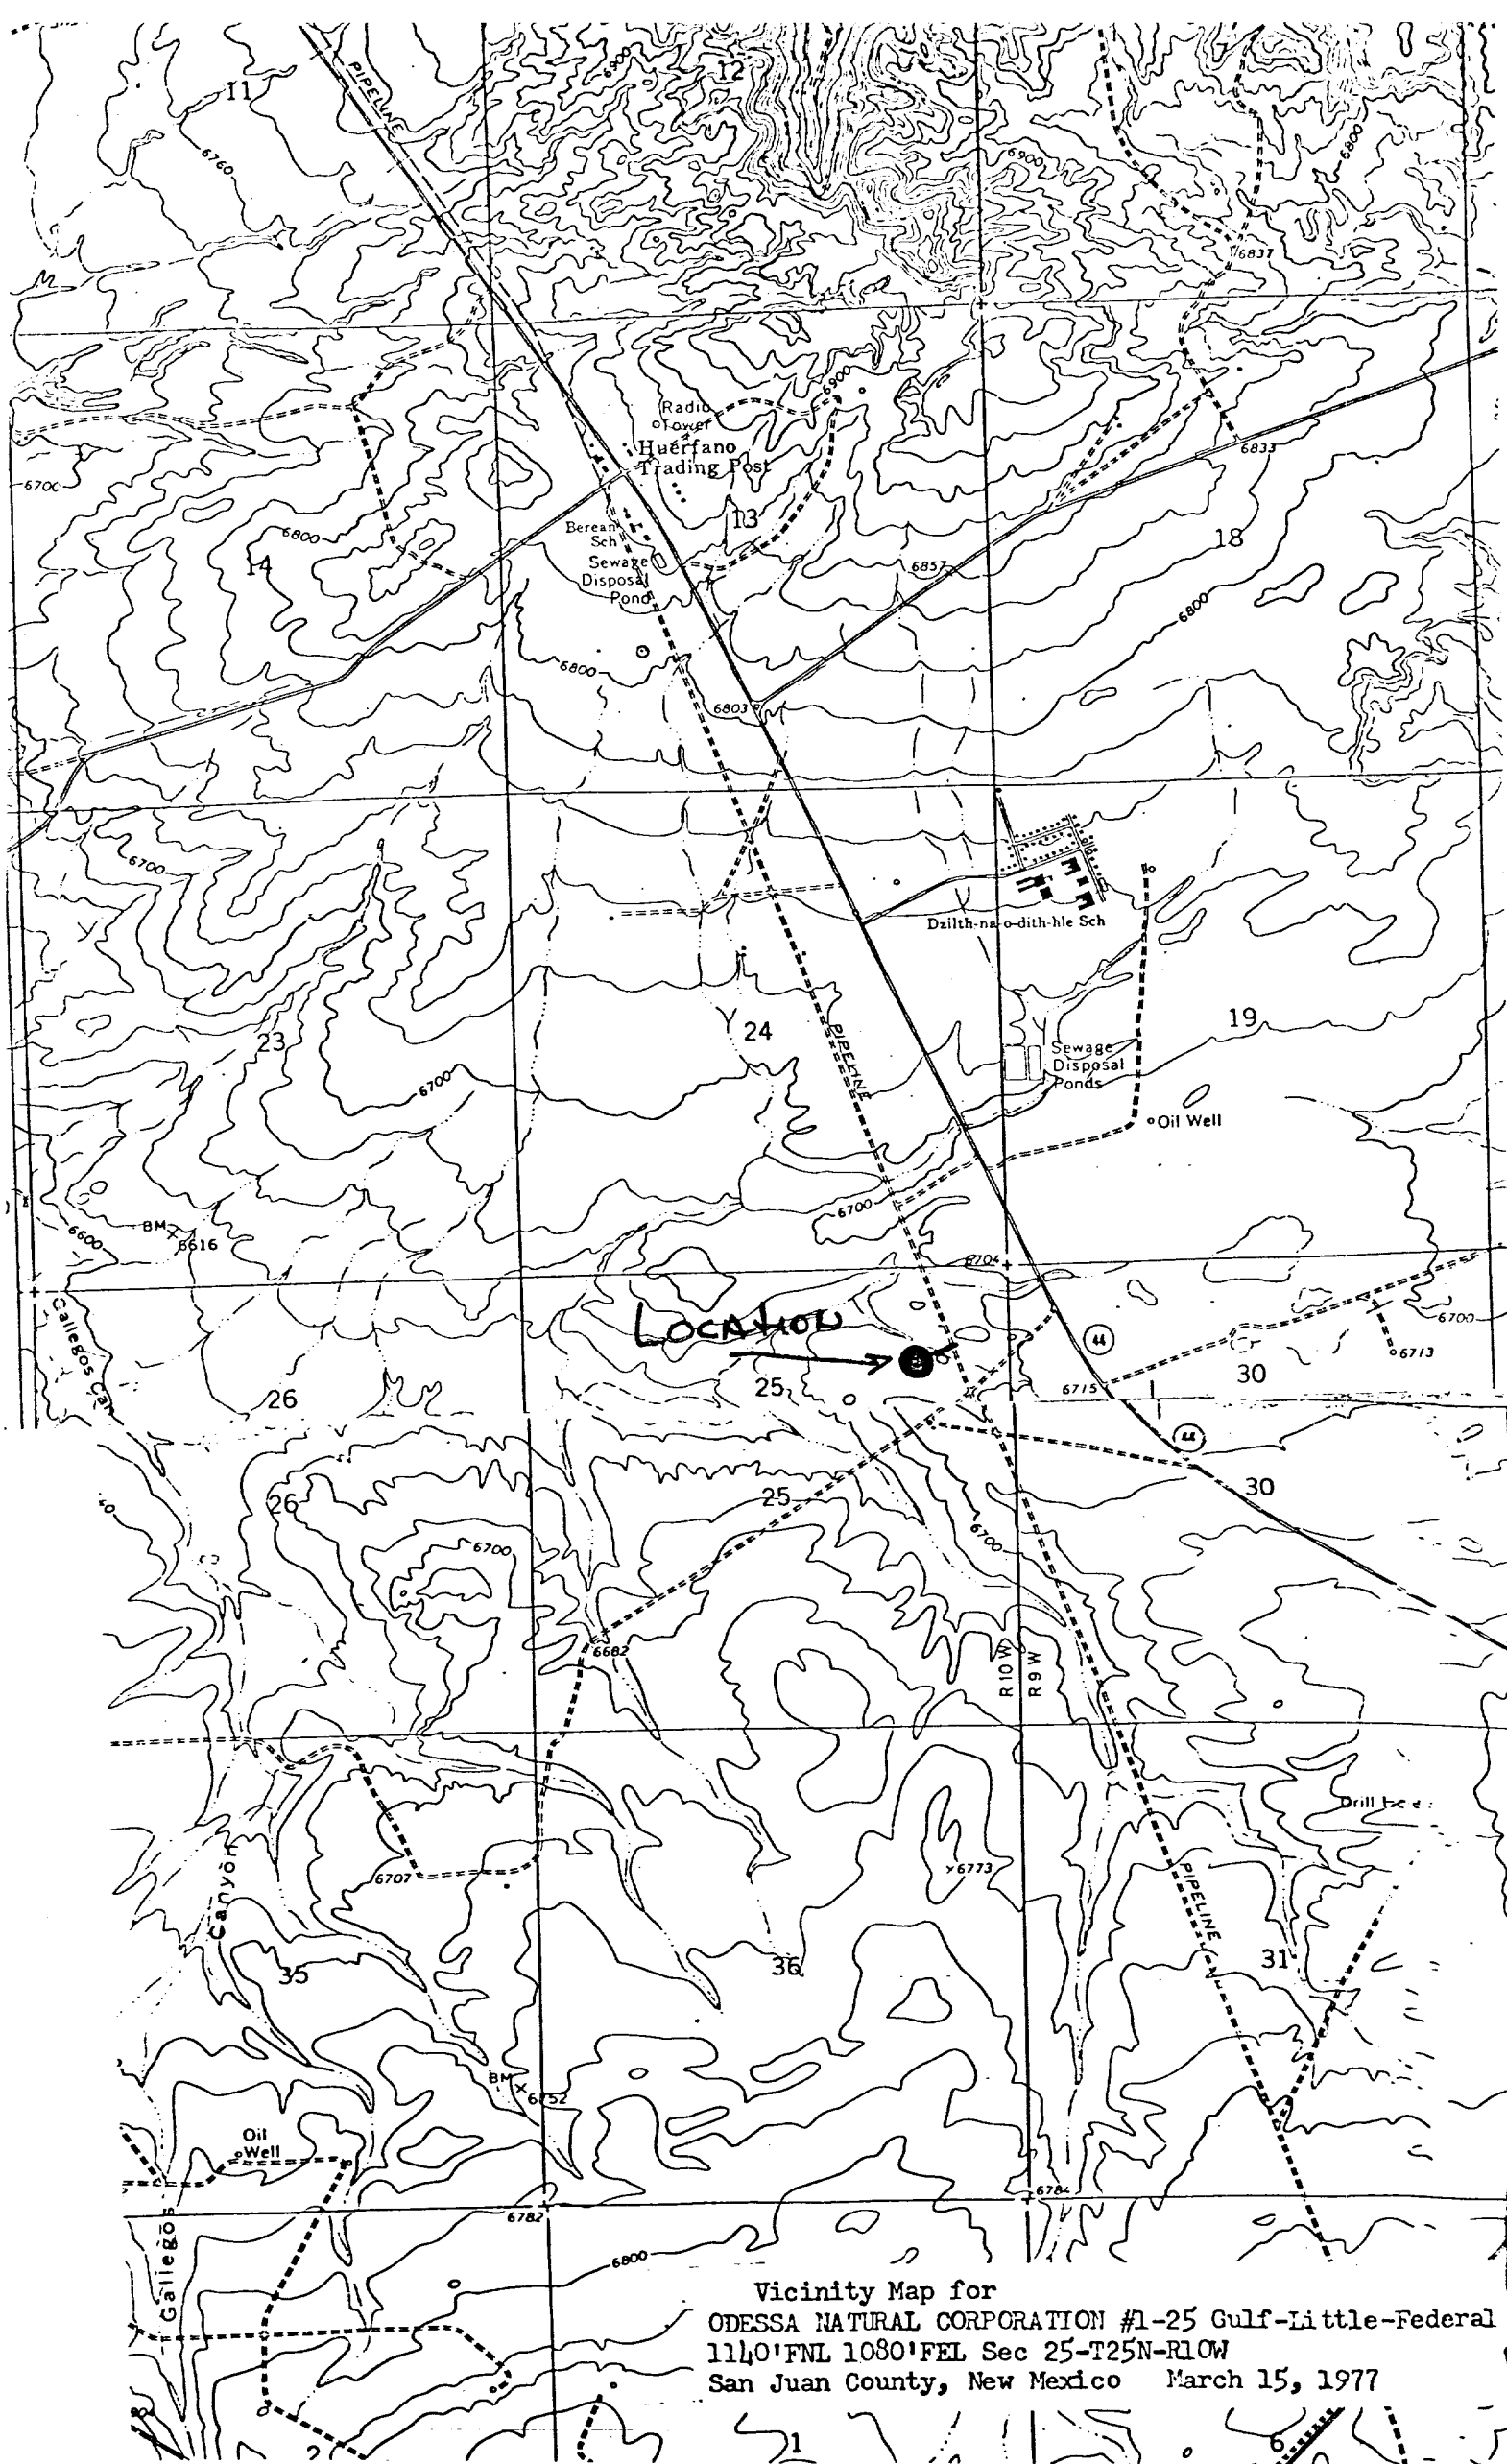 PIPELINE
6900
12
11
6760
6900
6800
6837
6900
Radio
Tower
Huerfano
Trading Post
6833
6700
13
Berean
Sch
6800
14
Sewage
Disposal
Pond
18
6857
6800
6800
6803
6700
Dzilth-na-o-dith-hle Sch
23
24
PIPELINE
19
Sewage
Disposal
Ponds
6700
Oil Well
6700
BM
6616
6600
6704
Gallegos Can
LOCATION
44
6700
6713
25
6715
30
26
44
26
25
30
6700
6700
6682
R10W
R9W
Drill
6707
6773
Canyon
PIPELINE
35
36
31
BM
6752
Oil
Well
6784
6782
Gallegos
6800
Vicinity Map for
ODESSA NATURAL CORPORATION #1-25 Gulf-Little-Federal
1140'FNL 1080'FEL Sec 25-T25N-R10W
San Juan County, New Mexico March 15, 1977
2
1
6